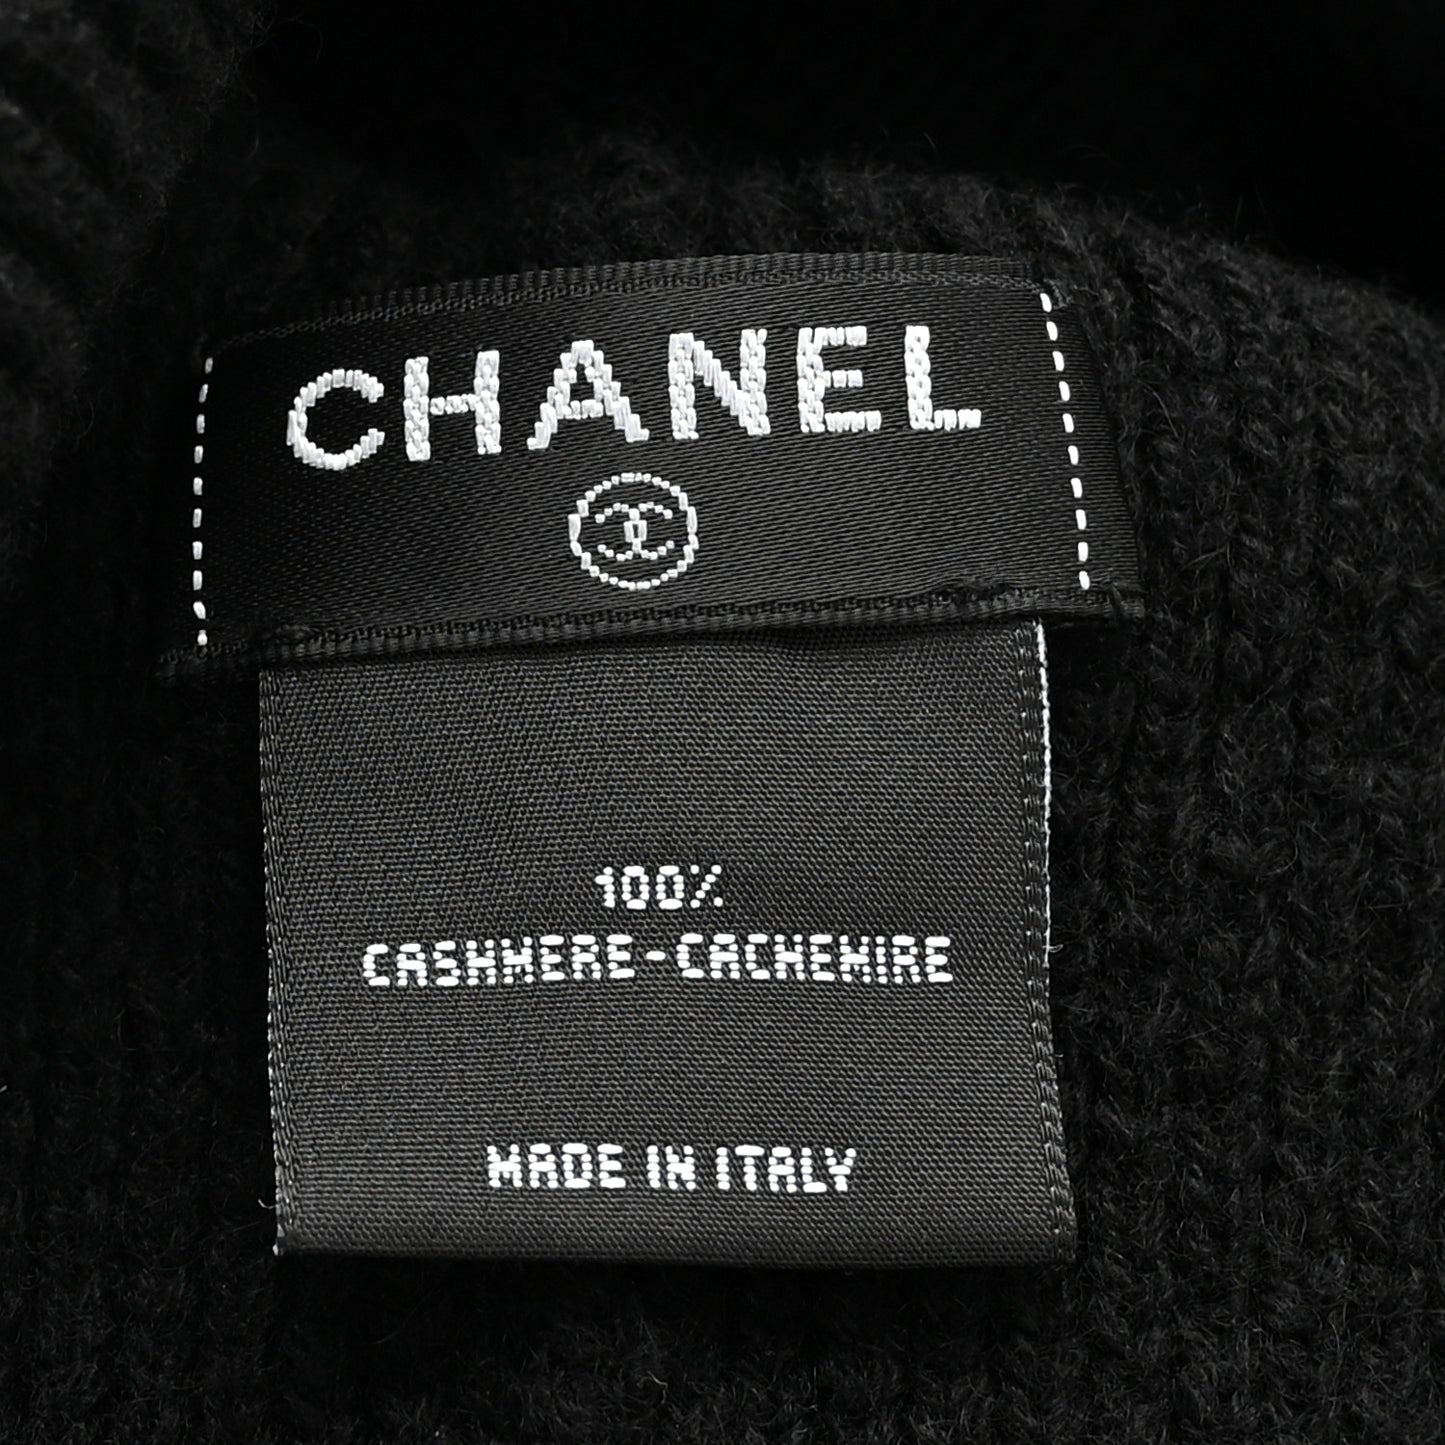 CHANEL
100%
CASHMERE-CACHEMIRE
MADE IN ITALY